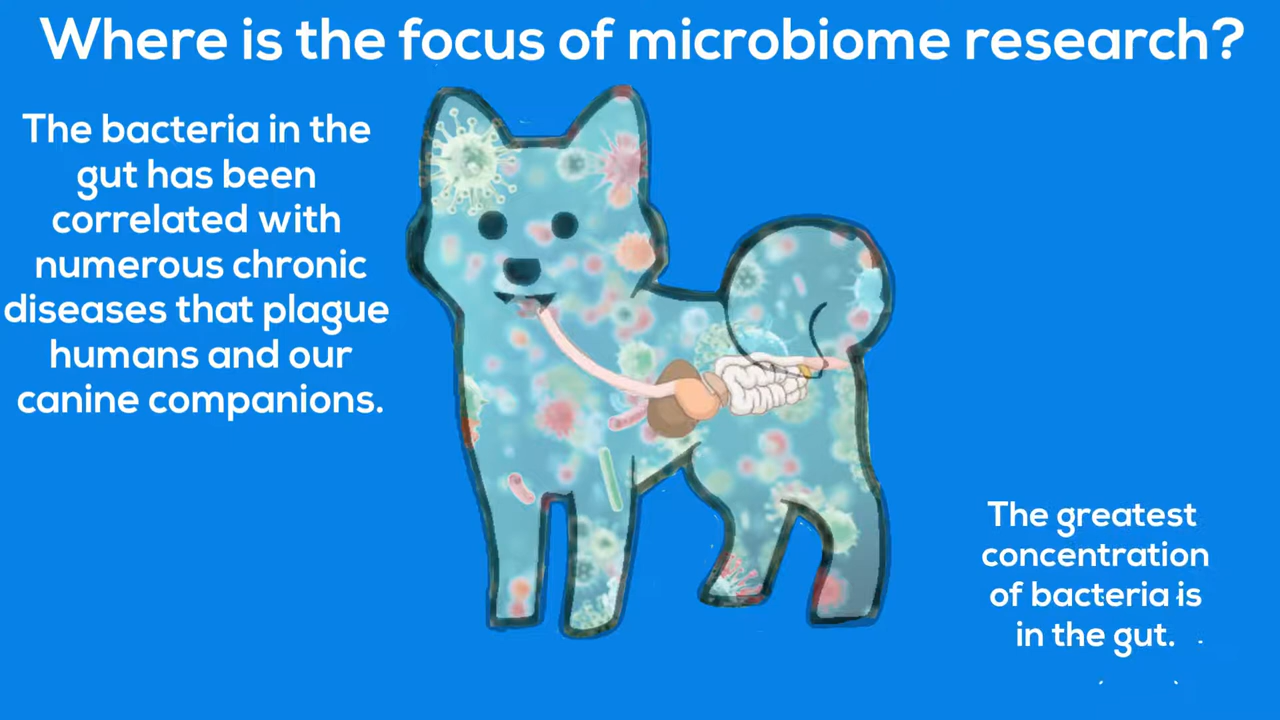 Where is the focus of microbiome research?
The bacteria in the
gut has been
correlated with
numerous chronic
diseases that plague
humans and our
canine companions.
The greatest
concentration
of bacteria is
in the gut.